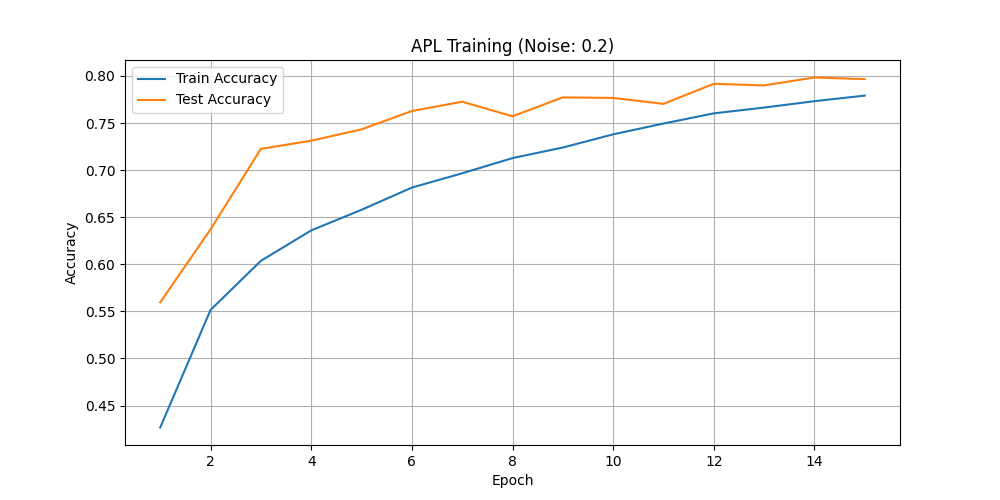 APL Training (Noise: 0.2)
Train Accuracy
Test Accuracy
Accuracy
0.80
0.75
0.70
0.65
0.60
0.55
0.50
0.45
2 4 6 8 10 12 14
Epoch